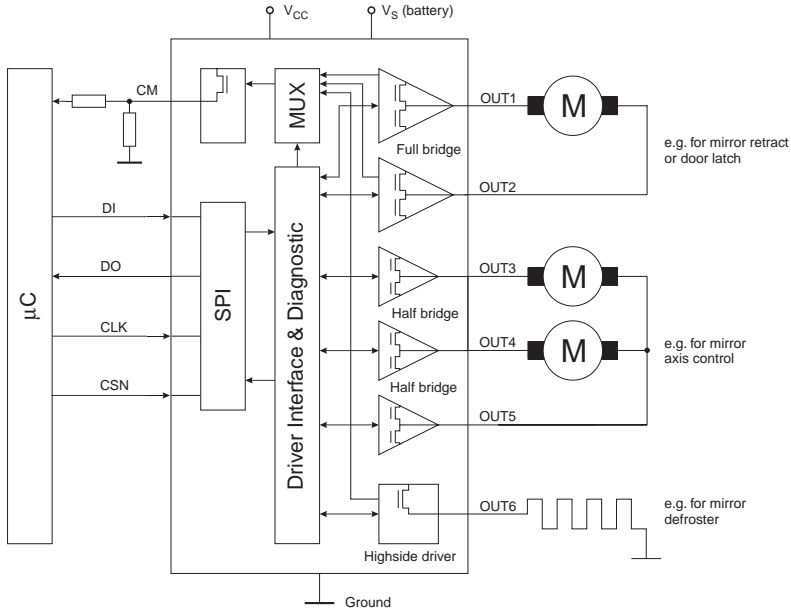 VCC
VS (battery)
CM
MUX
OUT1
M
Full bridge
e.g. for mirror retract
or door latch
OUT2
DI
DO
CLK
CSN
μC
SPI
Driver Interface & Diagnostic
OUT3
M
Half bridge
OUT4
M
Half bridge
e.g. for mirror
axis control
OUT5
OUT6
e.g. for mirror
defroster
Highside driver
Ground